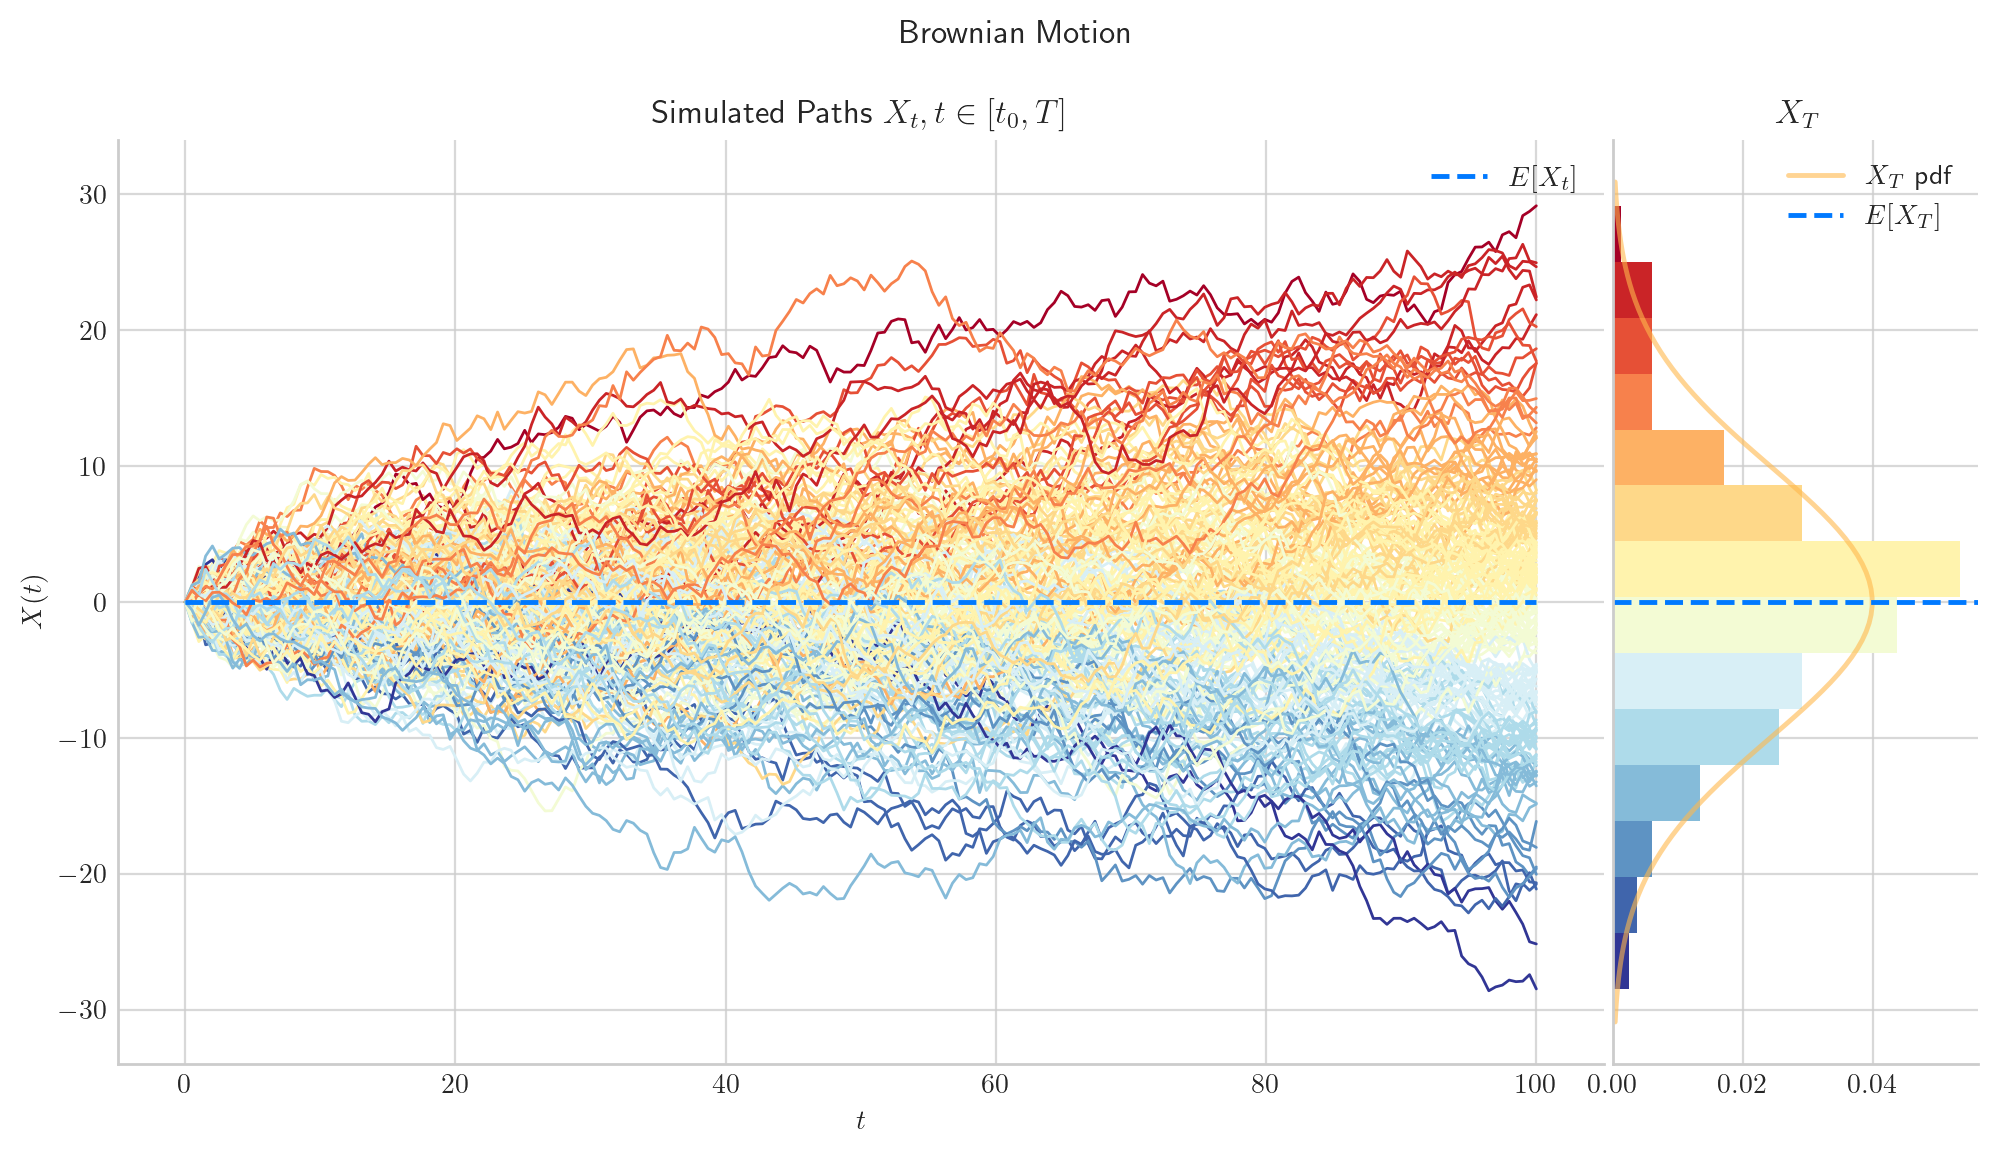 Brownian Motion
Simulated Paths $X_t, t \in [t_0, T]$
$X_T$
$E[X_t]$
$X_T$ pdf
$E[X_T]$
30
20
10
0
−10
−20
−30
$X(t)$
0 20 40 60 80 100
0.00 0.02 0.04
$t$